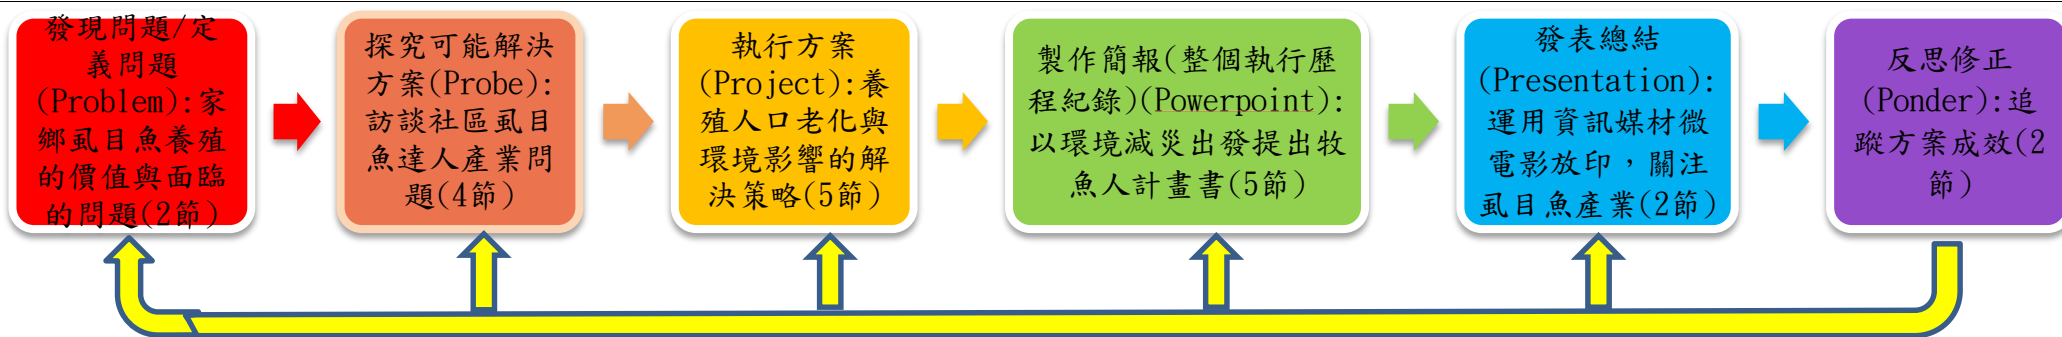 發現問題/定
義問題
(Problem):家
鄉虱目魚養殖
的價值與面臨
的問題(2節)
探究可能解決
方案(Probe):
訪談社區虱目
魚達人產業問
題(4節)
執行方案
(Project):養
殖人口老化與
環境影響的解
決策略(5節)
製作簡報(整個執行歷
程紀錄)(Powerpoint):
以環境減災出發提出牧
魚人計畫書(5節)
發表總結
(Presentation):
運用資訊媒材微
電影放印，關注
虱目魚產業(2節)
反思修正
(Ponder):追
蹤方案成效(2
節)